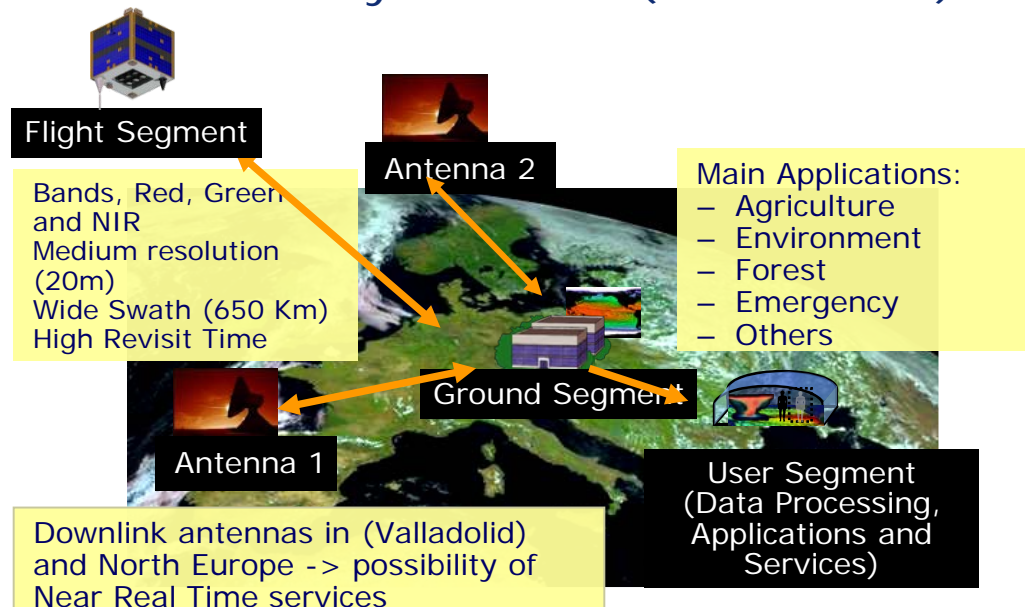 Flight Segment
Antenna 2
Bands, Red, Green
and NIR
Medium resolution
(20m)
Wide Swath (650 Km)
High Revisit Time
Main Applications:
– Agriculture
– Environment
– Forest
– Emergency
– Others
Ground Segment
Antenna 1
User Segment
(Data Processing,
Applications and
Services)
Downlink antennas in (Valladolid)
and North Europe -> possibility of
Near Real Time services